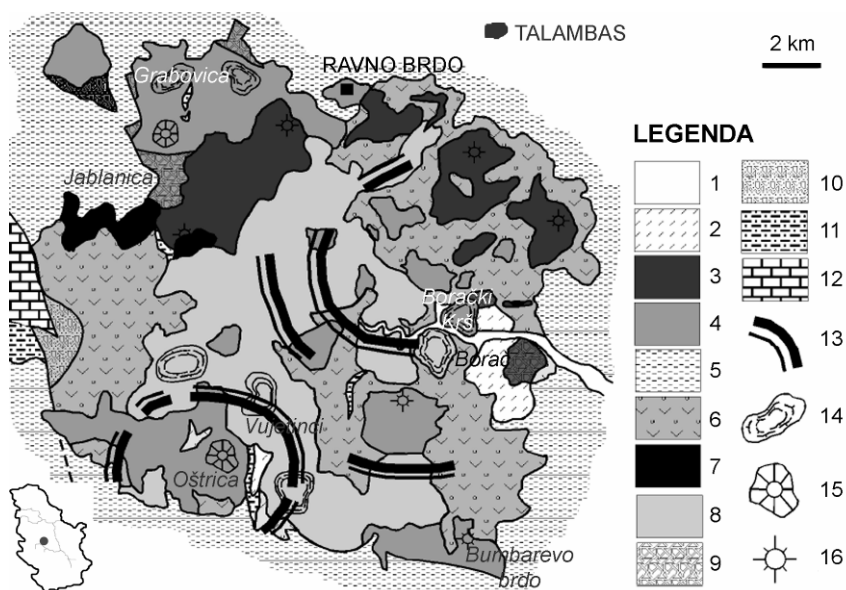 TALAMBAS
2 km
RAVNO BRDO
Grabovica
Jablanica
Borački
Krš
Borač
Vujetinci
Oštrica
Bumbarevo
brdo
LEGENDA
1
2
3
4
5
6
7
8
9
10
11
12
13
14
15
16